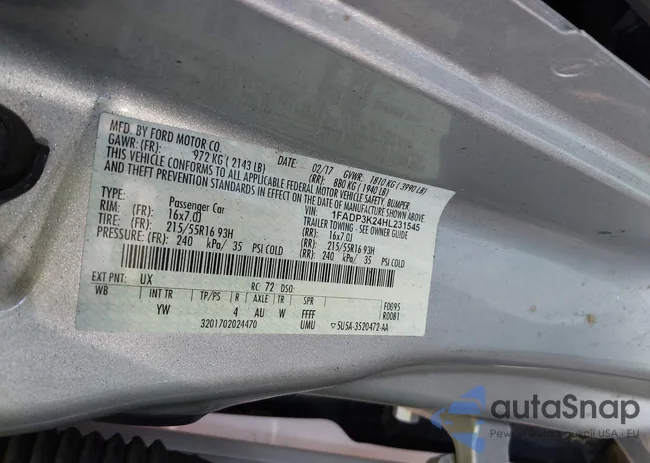 MFD. BY FORD MOTOR CO.
DATE: 02/17 GVWR: 1810 KG ( 3990 LB)
GAWR: (FR): 972 KG ( 2143 LB) (RR): 880 KG ( 1940 LB)
THIS VEHICLE CONFORMS TO ALL APPLICABLE FEDERAL MOTOR VEHICLE SAFETY, BUMPER
AND THEFT PREVENTION STANDARDS IN EFFECT ON THE DATE OF MANUFACTURE SHOWN ABOVE
VIN: 1FADP3K24HL231545
TYPE: Passenger Car TRAILER TOWING - SEE OWNER GUIDE
RIM: (FR): 16x7.0J (RR): 16x7.0J
TIRE: (FR): 215/55R16 93H (RR): 215/55R16 93H
PRESSURE: (FR): 240 kPa/ 35 PSI COLD (RR): 240 kPa/ 35 PSI COLD
EXT PNT: UX RC: 72 DSO:
WB INT TR TP/PS R AXLE TR SPR F0095
YW 4 AU W FFFF R0081
3201702024470 UMU ▽5U5A-3520472-AA
autoSnap